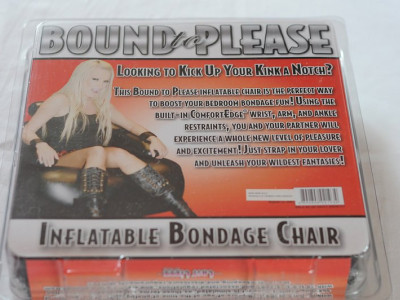 BOUND to PLEASE
LOOKING TO KICK UP YOUR KINK A NOTCH?
THIS BOUND TO PLEASE INFLATABLE CHAIR IS THE PERFECT WAY
TO BOOST YOUR BEDROOM BONDAGE FUN! USING THE
BUILT-IN COMFORTEDGE™ WRIST, ARM, AND ANKLE
RESTRAINTS, YOU AND YOUR PARTNER WILL
EXPERIENCE A WHOLE NEW LEVEL OF PLEASURE
AND EXCITEMENT! JUST STRAP IN YOUR LOVER
AND UNLEASH YOUR WILDEST FANTASIES!
INFLATABLE BONDAGE CHAIR